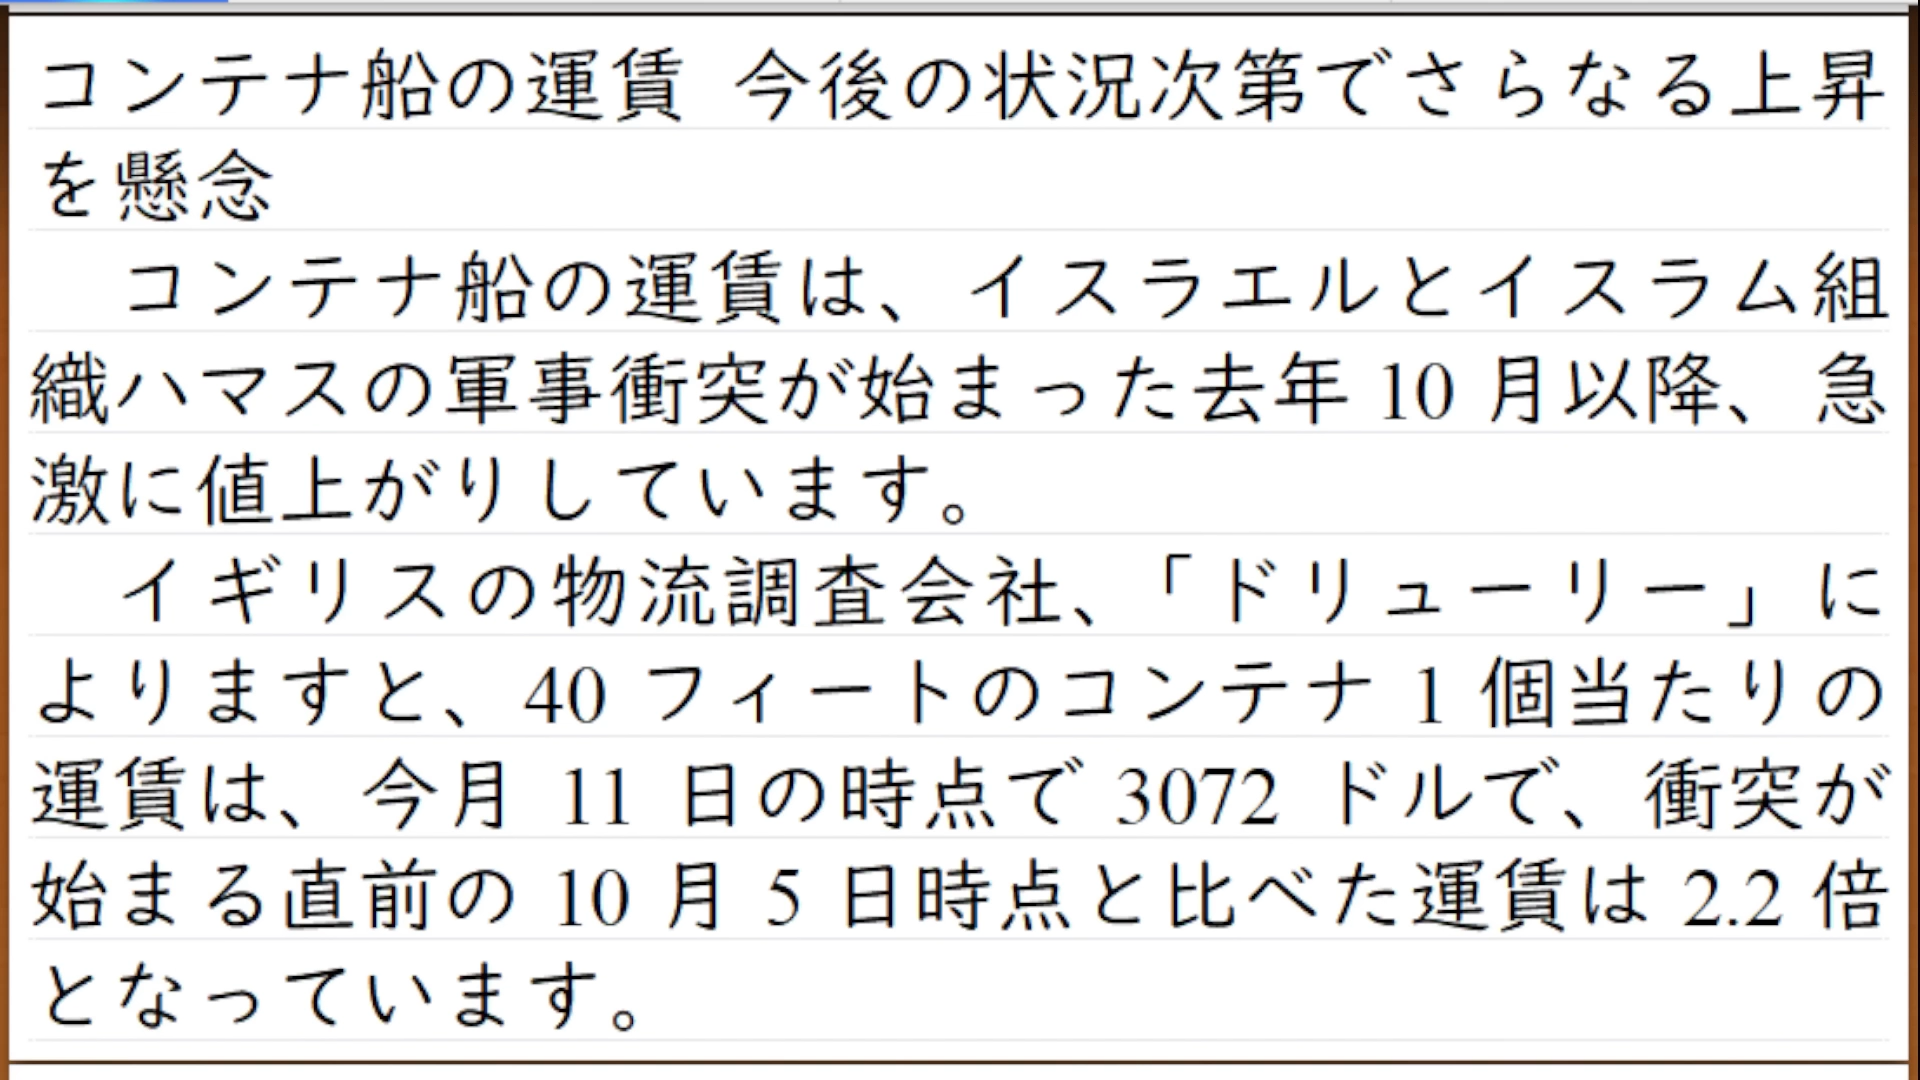 コンテナ船の運賃 今後の状況次第でさらなる上昇
を懸念
　コンテナ船の運賃は、イスラエルとイスラム組
織ハマスの軍事衝突が始まった去年 10 月以降、急
激に値上がりしています。
　イギリスの物流調査会社、「ドリューリー」に
よりますと、40 フィートのコンテナ 1 個当たりの
運賃は、今月 11 日の時点で 3072 ドルで、衝突が
始まる直前の 10 月 5 日時点と比べた運賃は 2.2 倍
となっています。